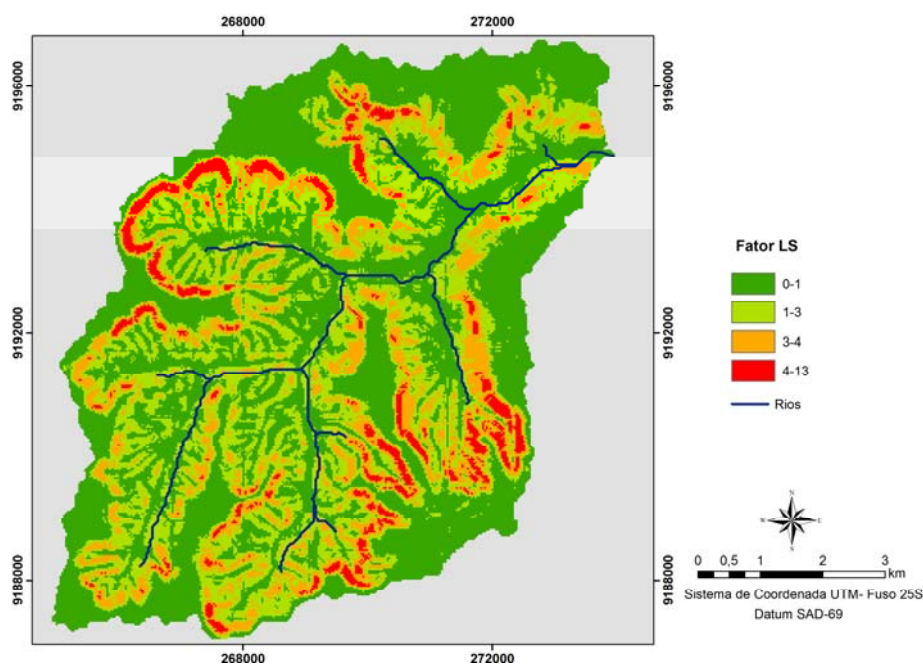 268000
272000
9196000
9196000
9192000
9192000
9188000
9188000
268000
272000
Fator LS
0-1
1-3
3-4
4-13
Rios
N
W
E
S
0 0,5 1 2 3
km
Sistema de Coordenada UTM- Fuso 25S
Datum SAD-69